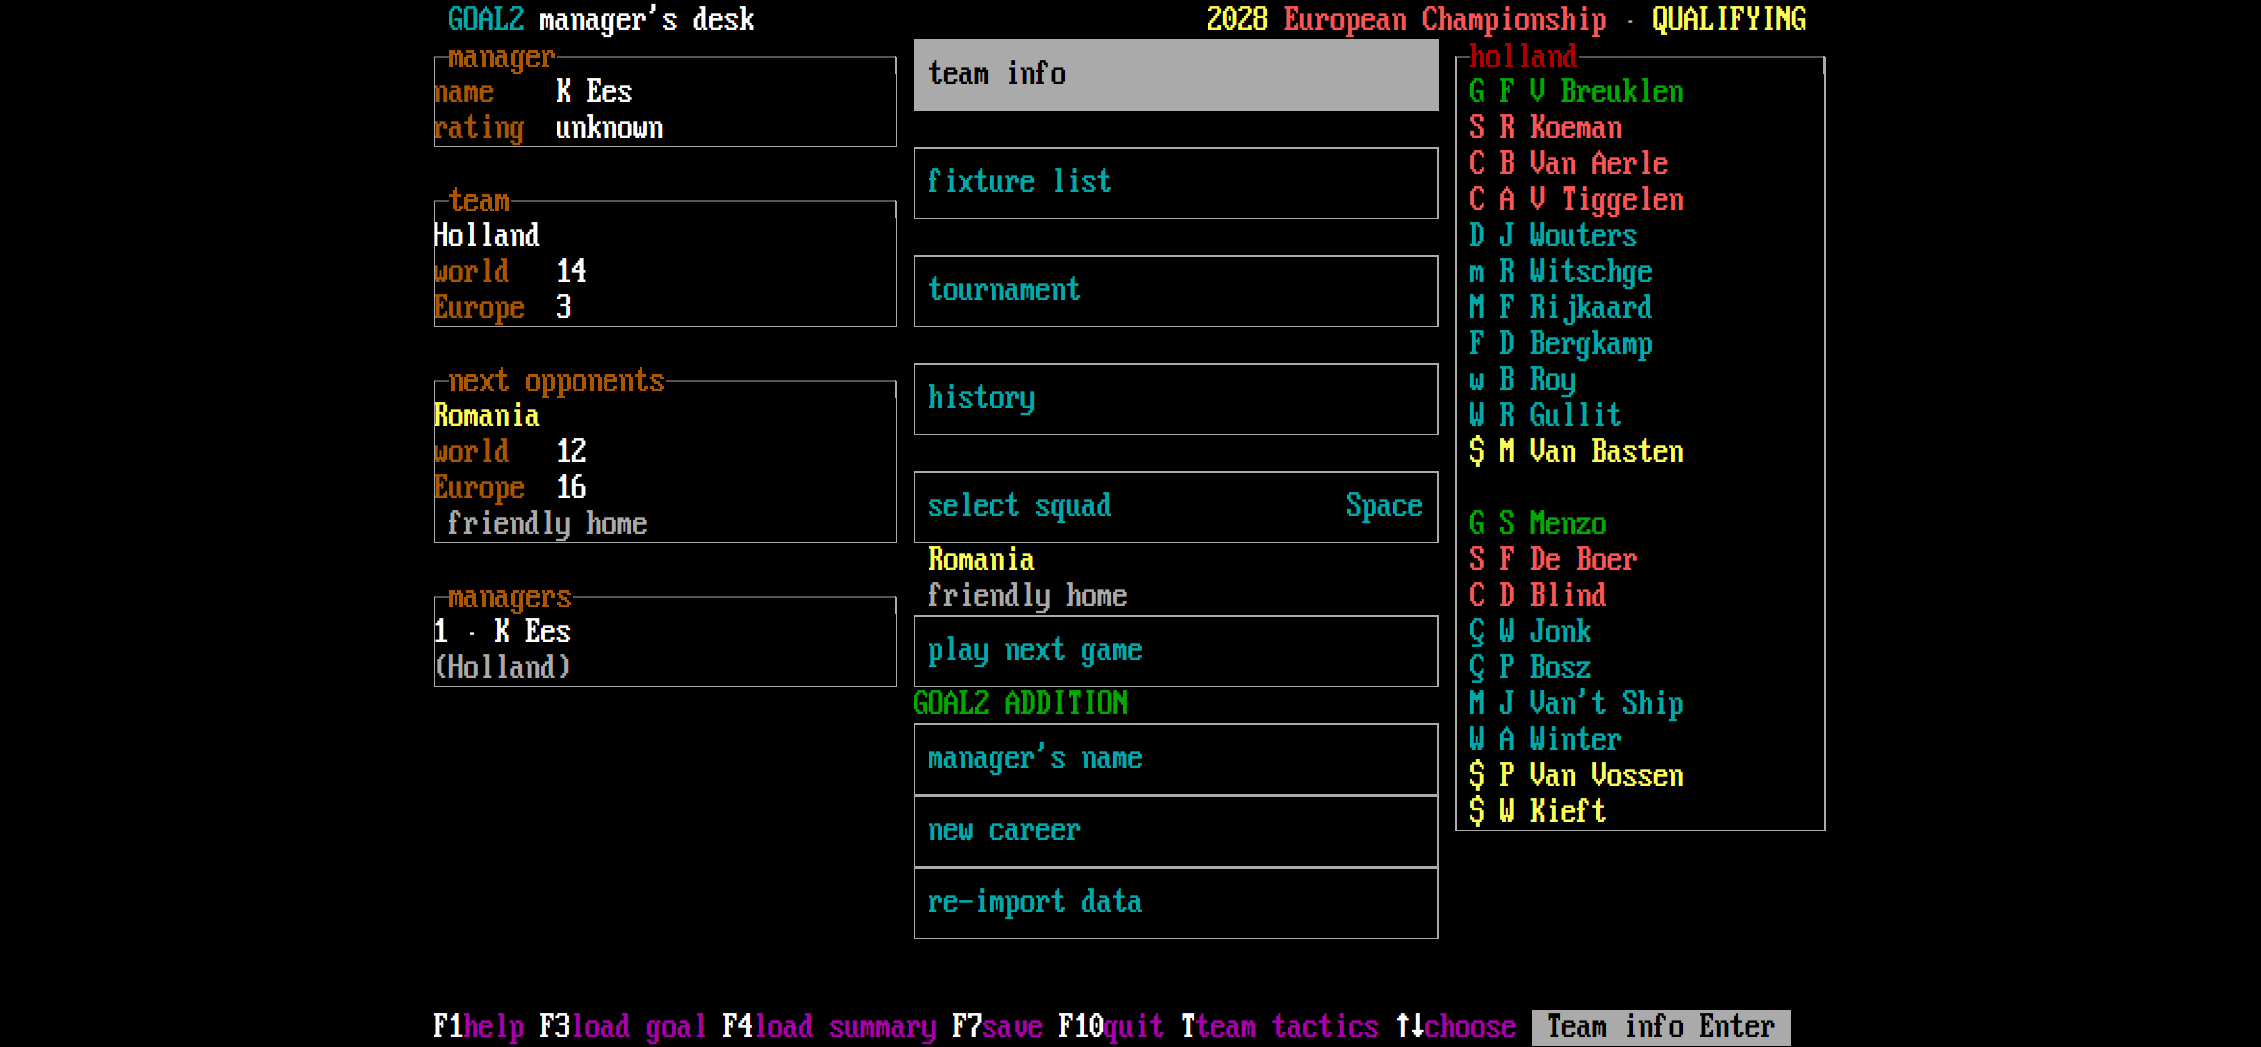 GOAL2 manager's desk
2028 European Championship · QUALIFYING
manager
name K Ees
rating unknown
team
Holland
world 14
Europe 3
next opponents
Romania
world 12
Europe 16
friendly home
managers
1 · K Ees
(Holland)
team info
fixture list
tournament
history
select squad Space
Romania
friendly home
play next game
GOAL2 ADDITION
manager's name
new career
re-import data
holland
G F V Breuklen
S R Koeman
C B Van Aerle
C A V Tiggelen
D J Wouters
m R Witschge
M F Rijkaard
F D Bergkamp
w B Roy
W R Gullit
$ M Van Basten
G S Menzo
S F De Boer
C D Blind
Ç W Jonk
Ç P Bosz
M J Van't Ship
W A Winter
$ P Van Vossen
$ W Kieft
F1help F3load goal F4load summary F7save F10quit Tteam tactics ↑↓choose Team info Enter